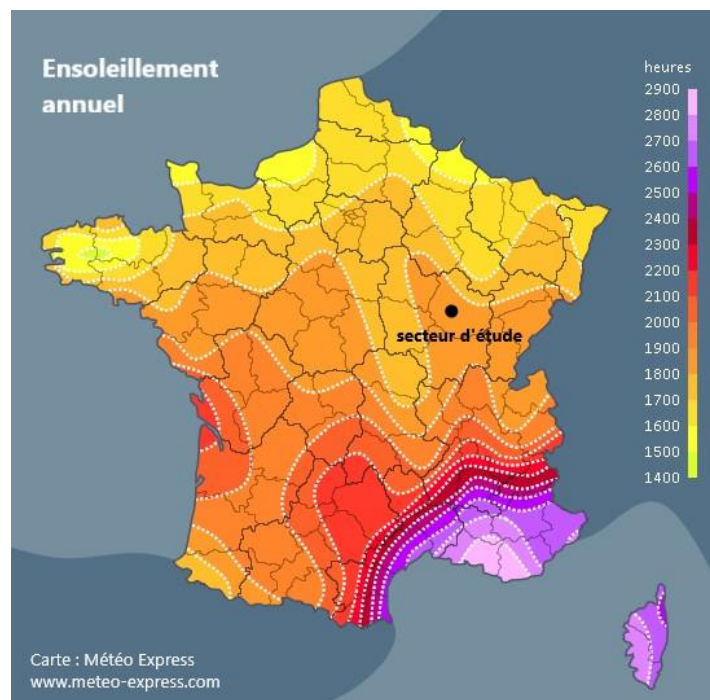 Ensoleillement
annuel
heures
2900
2800
2700
2600
2500
2400
2300
2200
2100
2000
1900
1800
1700
1600
1500
1400
secteur d'étude
Carte : Météo Express
www.meteo-express.com